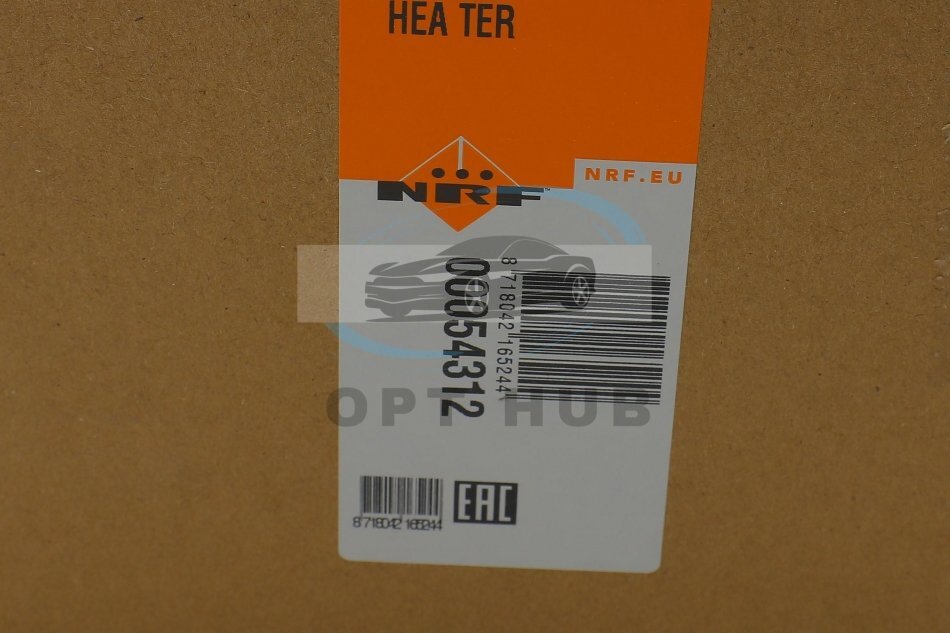 HEA TER
NRF.EU
NRF
8 718042 165244
00054312
OPT HUB
8 718042 165244
EAC